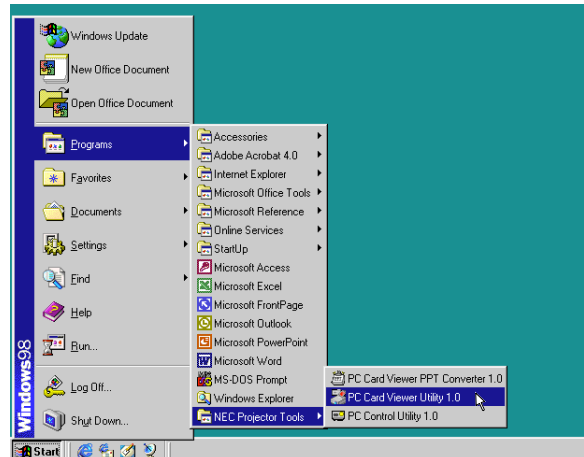 Windows Update
New Office Document
Open Office Document
Programs
Favorites
Documents
Settings
Find
Help
Run...
Log Off...
Shut Down...
Windows98
Accessories
Adobe Acrobat 4.0
Internet Explorer
Microsoft Office Tools
Microsoft Reference
Online Services
StartUp
Microsoft Access
Microsoft Excel
Microsoft FrontPage
Microsoft Outlook
Microsoft PowerPoint
Microsoft Word
MS-DOS Prompt
Windows Explorer
NEC Projector Tools
PC Card Viewer PPT Converter 1.0
PC Card Viewer Utility 1.0
PC Control Utility 1.0
Start